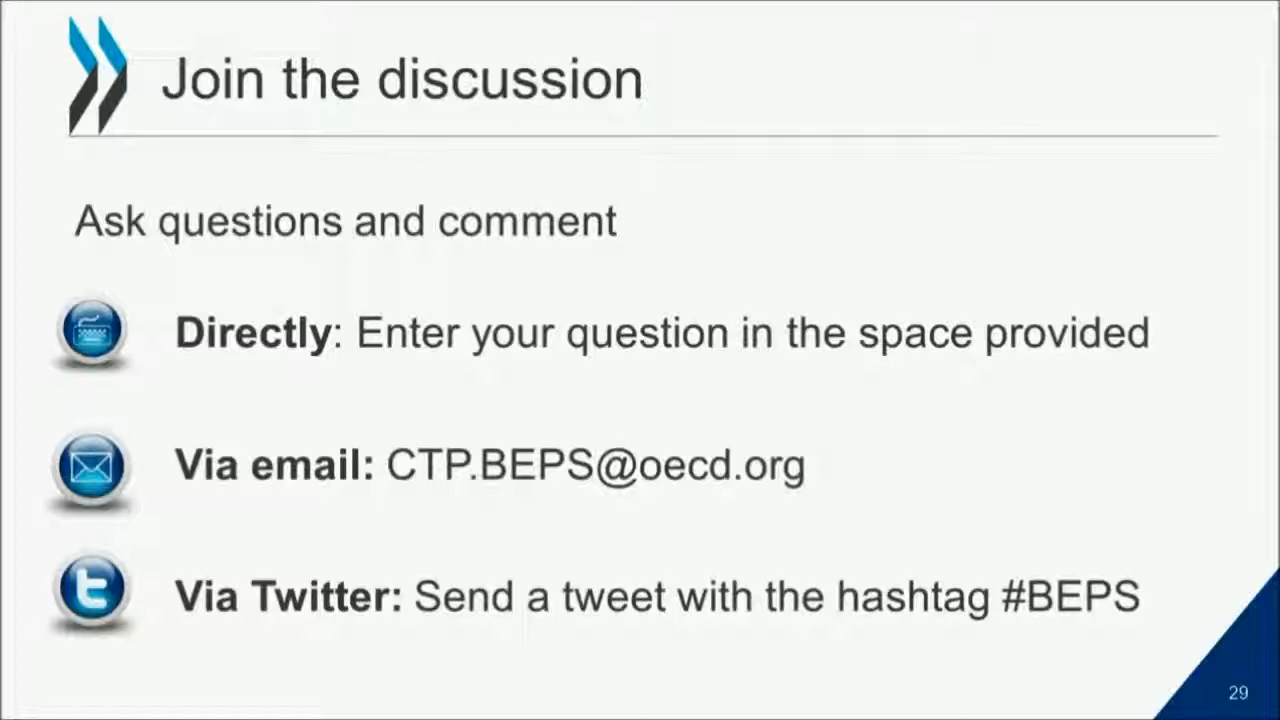 Join the discussion
Ask questions and comment
Directly: Enter your question in the space provided
Via email: CTP.BEPS@oecd.org
Via Twitter: Send a tweet with the hashtag #BEPS
29